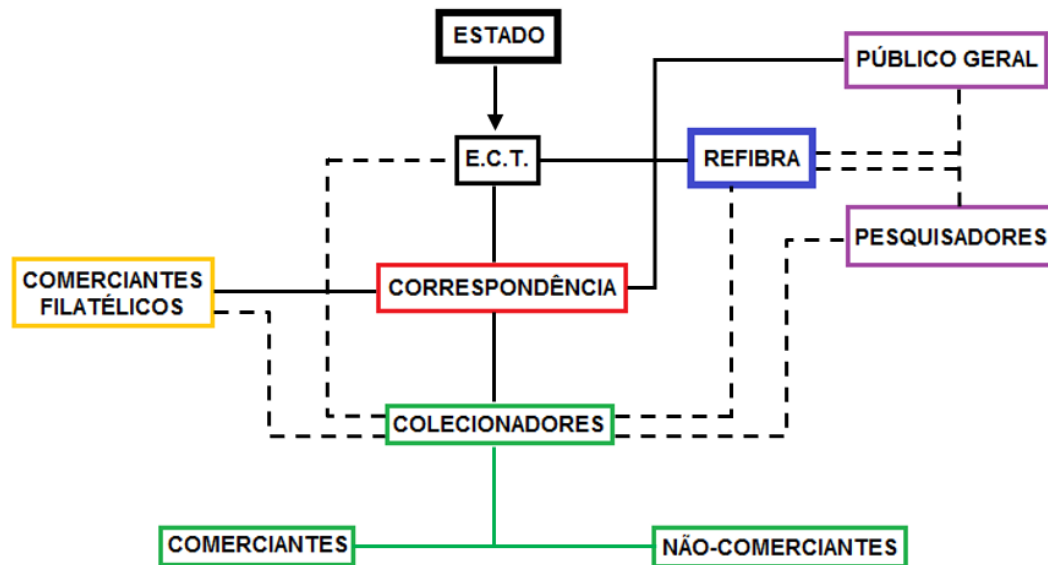 ESTADO
PÚBLICO GERAL
E.C.T.
REFIBRA
PESQUISADORES
COMERCIANTES
FILATÉLICOS
CORRESPONDÊNCIA
COLECIONADORES
COMERCIANTES
NÃO-COMERCIANTES